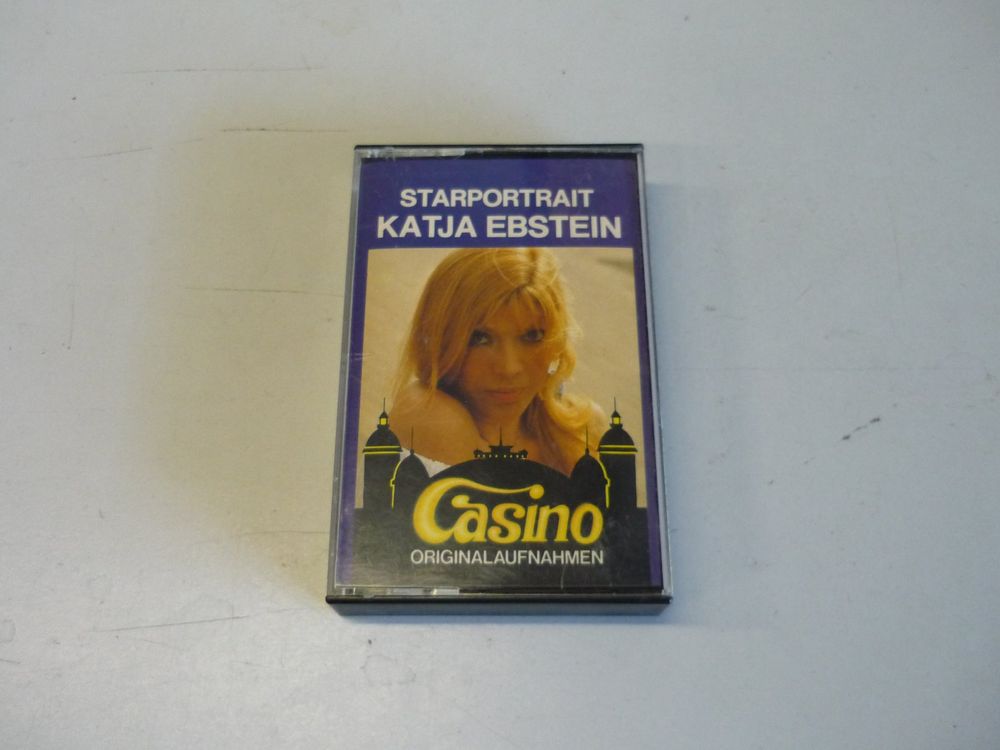 STARPORTRAIT
KATJA EBSTEIN
Casino
ORIGINALAUFNAHMEN